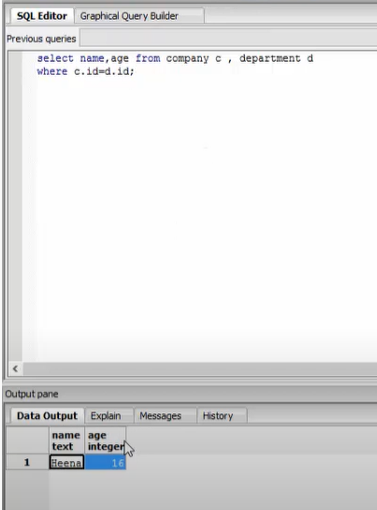 SQL Editor Graphical Query Builder
Previous queries
select name,age from company c , department d
where c.id=d.id;
Output pane
Data Output Explain Messages History
name age
text integer
1 Heena 16